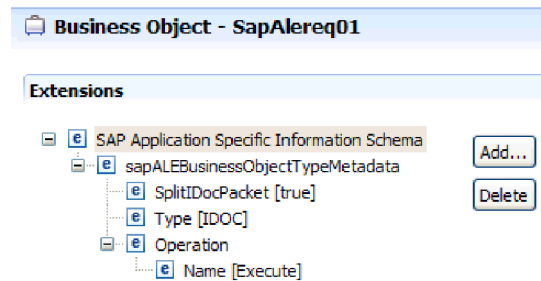 Business Object - SapAlereq01
Extensions
e SAP Application Specific Information Schema
Add...
e sapALEBusinessObjectTypeMetadata
e SplitIDocPacket [true]
Delete
e Type [IDOC]
e Operation
e Name [Execute]